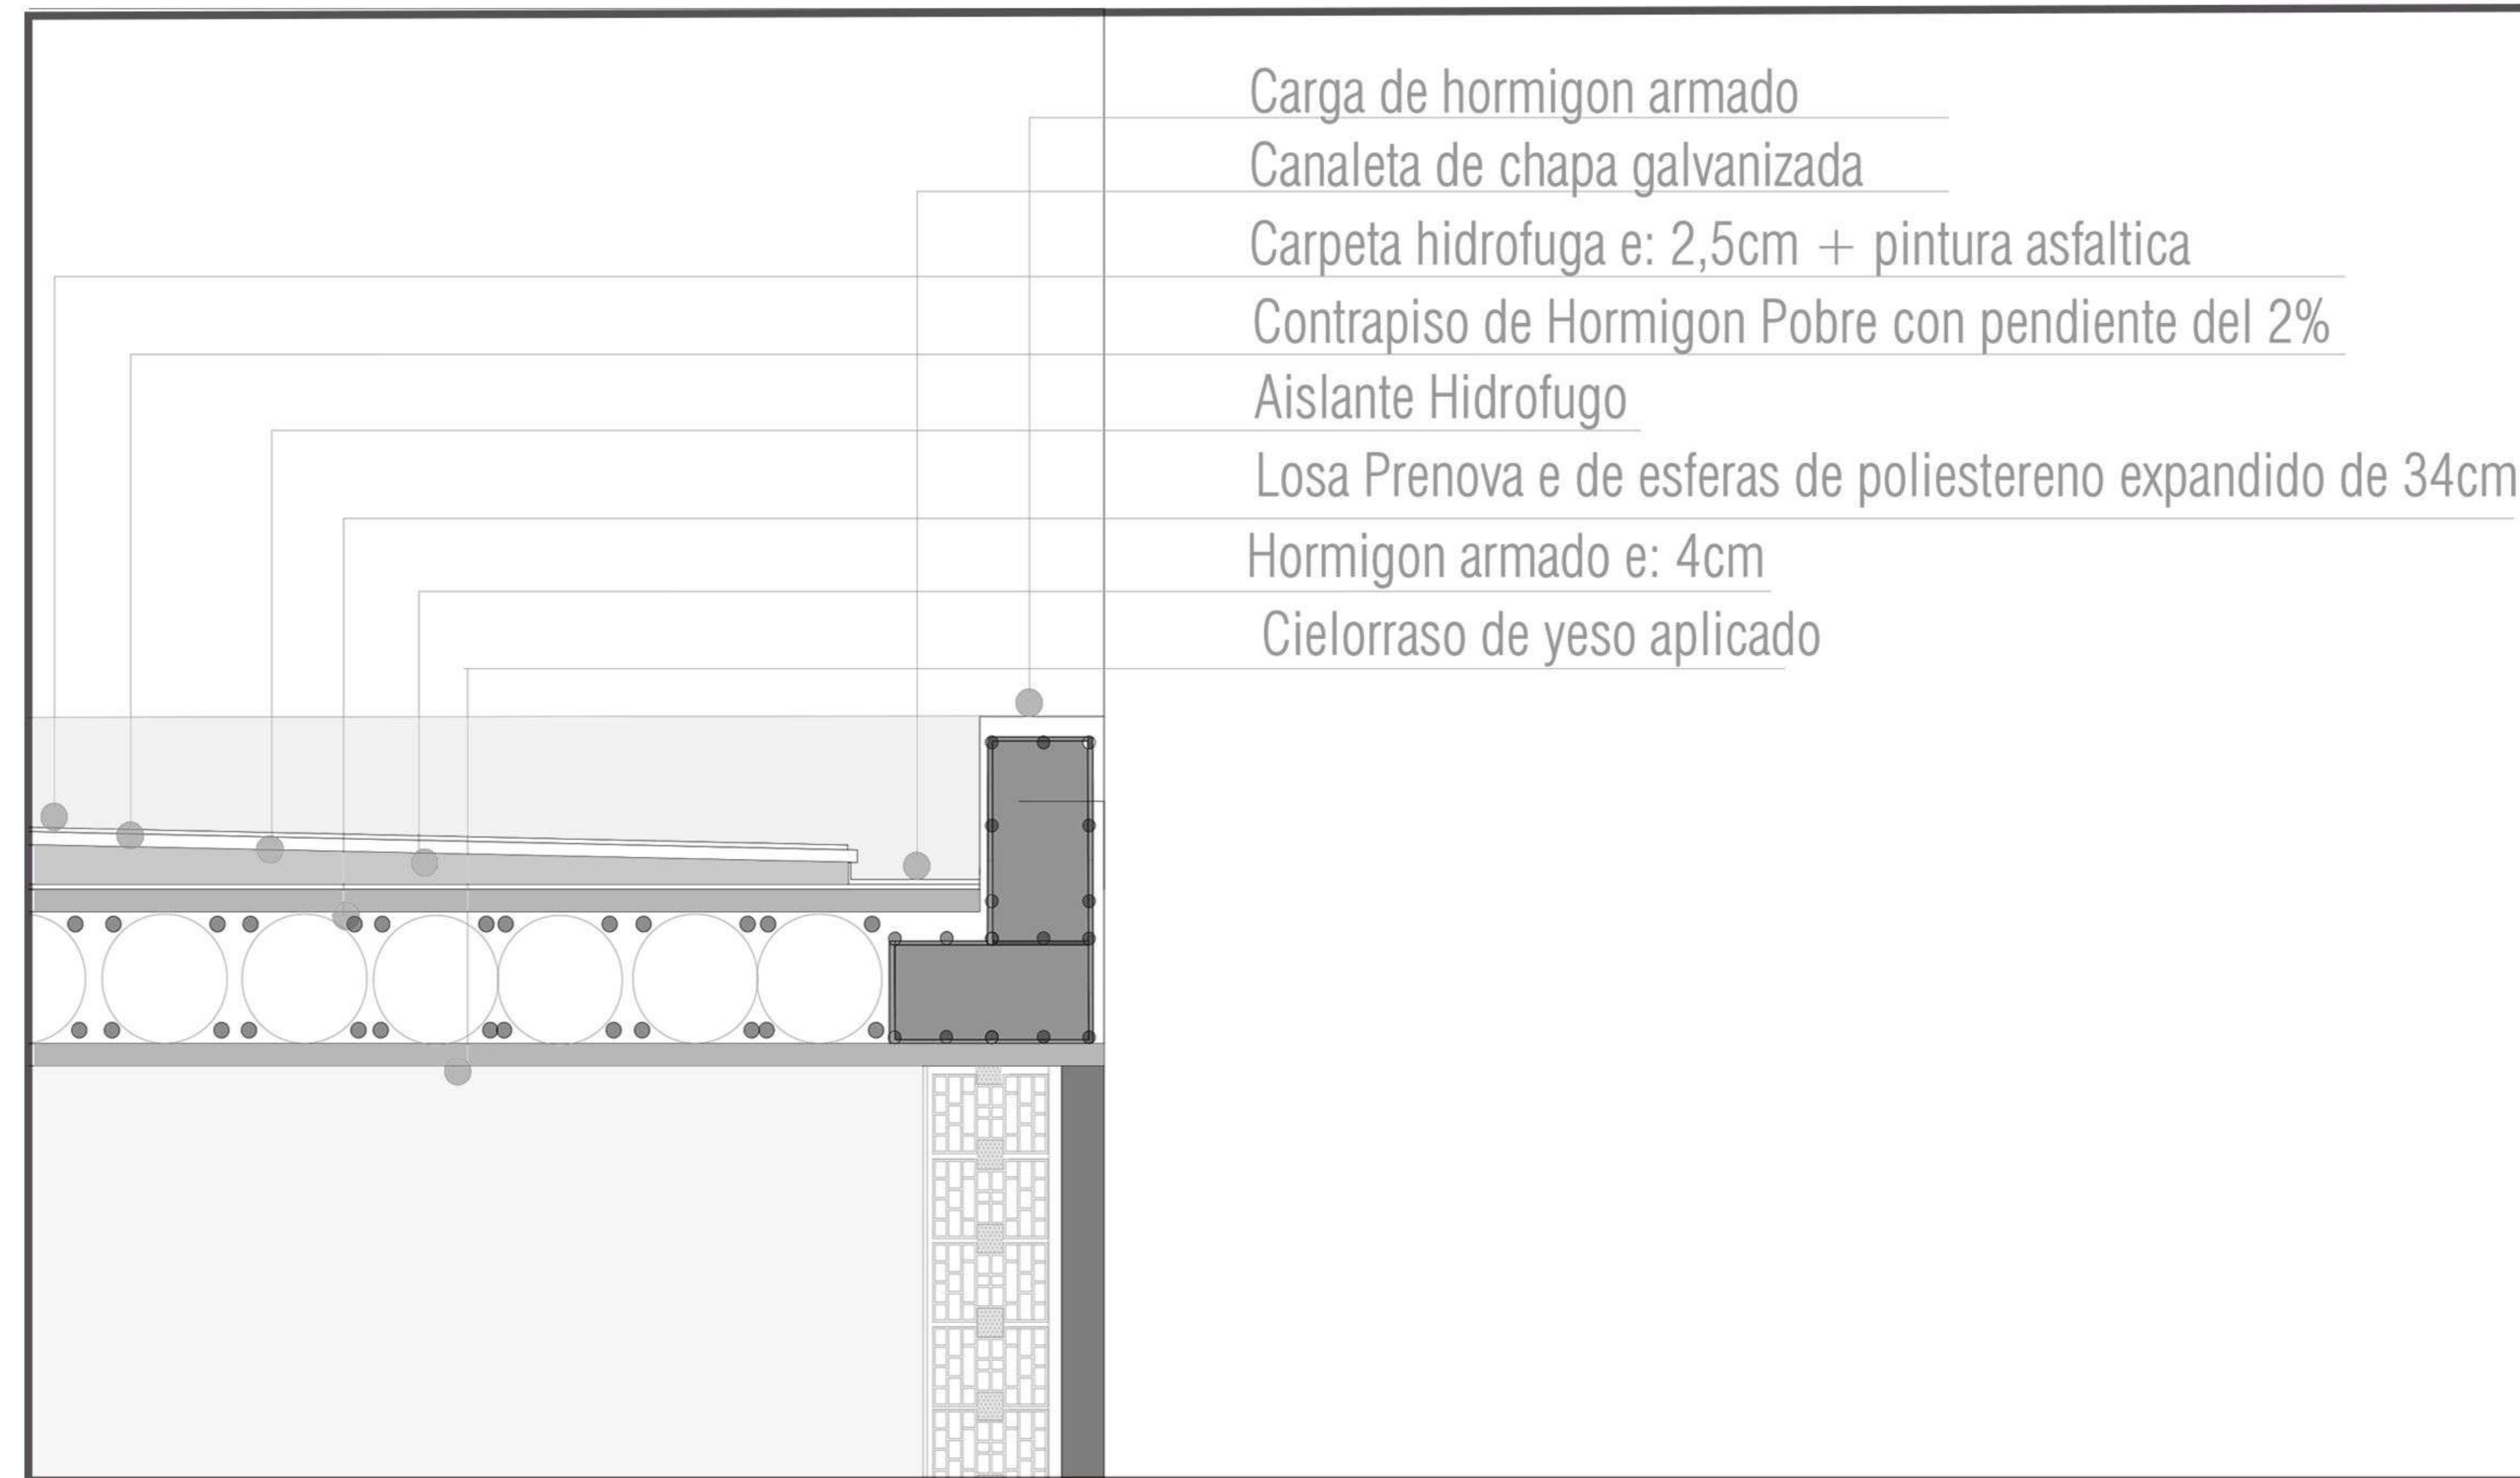 Carga de hormigon armado
Canaleta de chapa galvanizada
Carpeta hidrofuga e: 2,5cm + pintura asfaltica
Contrapiso de Hormigon Pobre con pendiente del 2%
Aislante Hidrofugo
Losa Prenova e de esferas de poliestereno expandido de 34cm
Hormigon armado e: 4cm
Cielorraso de yeso aplicado